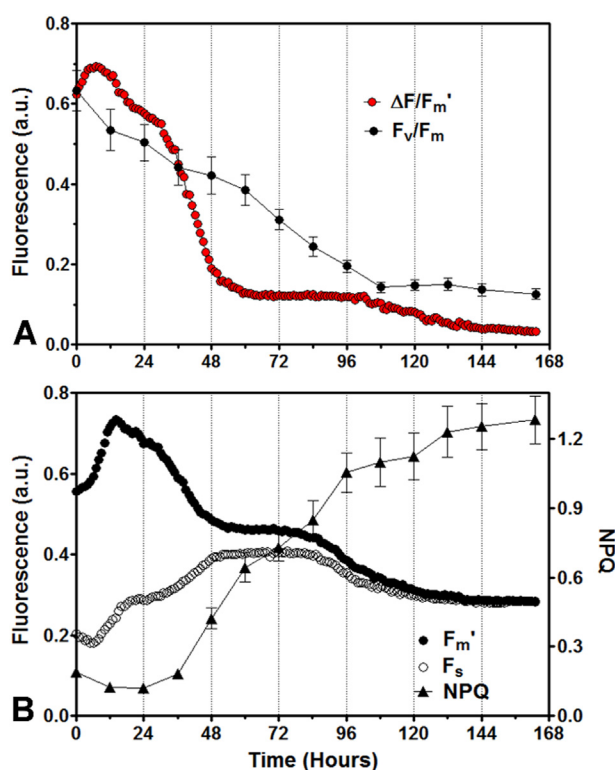 0.8
0.6
0.4
0.2
0.0
Fluorescence (a.u.)
ΔF/Fm'
Fv/Fm
A
0 24 48 72 96 120 144 168
0.8
0.6
0.4
0.2
0.0
Fluorescence (a.u.)
1.2
0.9
0.6
0.3
0.0
NPQ
Fm'
Fs
NPQ
B
0 24 48 72 96 120 144 168
Time (Hours)